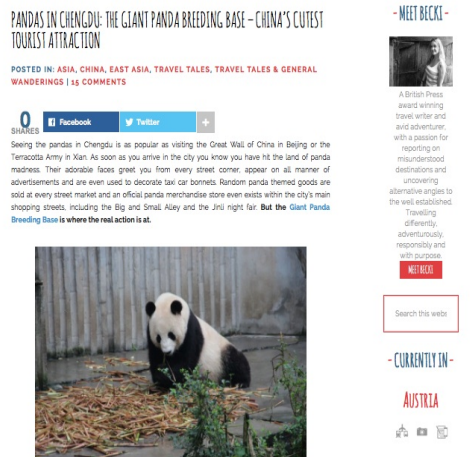 PANDAS IN CHENGDU: THE GIANT PANDA BREEDING BASE – CHINA'S CUTEST
TOURIST ATTRACTION
POSTED IN: ASIA, CHINA, EAST ASIA, TRAVEL TALES, TRAVEL TALES & GENERAL
WANDERINGS | 15 COMMENTS
0
SHARES
Facebook
Twitter
+
Seeing the pandas in Chengdu is as popular as visiting the Great Wall of China in Beijing or the
Terracotta Army in Xian. As soon as you arrive in the city you know you have hit the land of panda
madness. Their adorable faces greet you from every street corner, appear on all manner of
advertisements and are even used to decorate taxi car bonnets. Random panda themed goods are
sold at every street market and an official panda merchandise store even exists within the city's main
shopping streets, including the Big and Small Alley and the Jinli night fair. But the Giant Panda
Breeding Base is where the real action is at.
- MEET BECKI -
A British Press
award winning
travel writer and
avid adventurer,
with a passion for
reporting on
misunderstood
destinations and
uncovering
alternative angles to
the well established.
Travelling
differently,
adventurously,
responsibly and
with purpose.
MEET BECKI
Search this webs
- CURRENTLY IN -
AUSTRIA